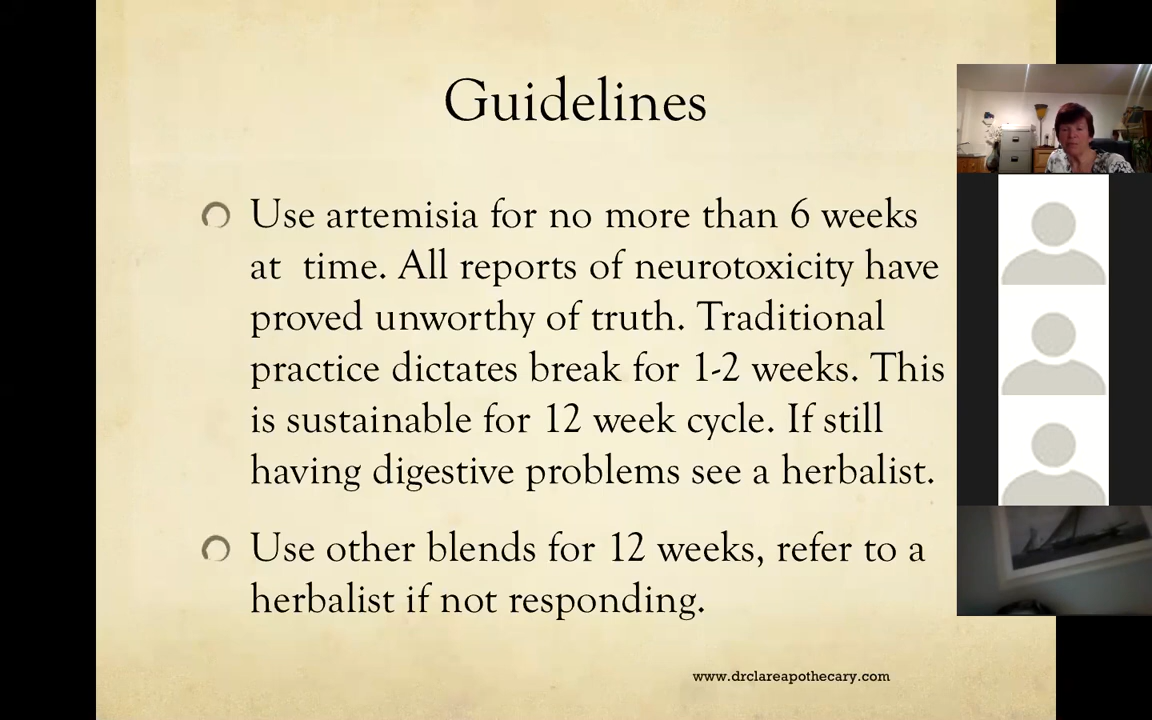 Guidelines
Use artemisia for no more than 6 weeks
at time. All reports of neurotoxicity have
proved unworthy of truth. Traditional
practice dictates break for 1-2 weeks. This
is sustainable for 12 week cycle. If still
having digestive problems see a herbalist.
Use other blends for 12 weeks, refer to a
herbalist if not responding.
www.drclareapothecary.com